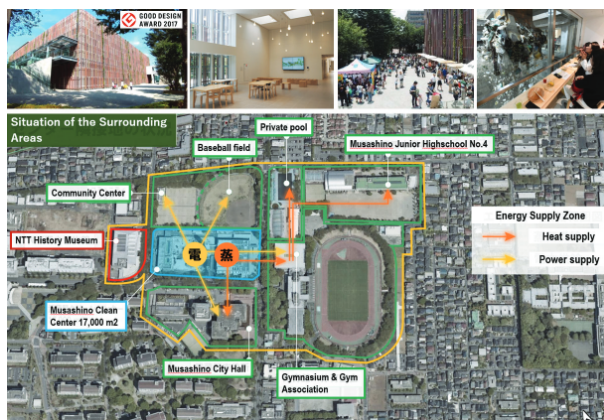 GOOD DESIGN
AWARD 2017
Situation of the Surrounding
Areas
Private pool
Baseball field
Musashino Junior Highschool No.4
Community Center
NTT History Museum
電
蒸
Energy Supply Zone
Heat supply
Power supply
Musashino Clean
Center 17,000 m2
Musashino City Hall
Gymnasium & Gym
Association